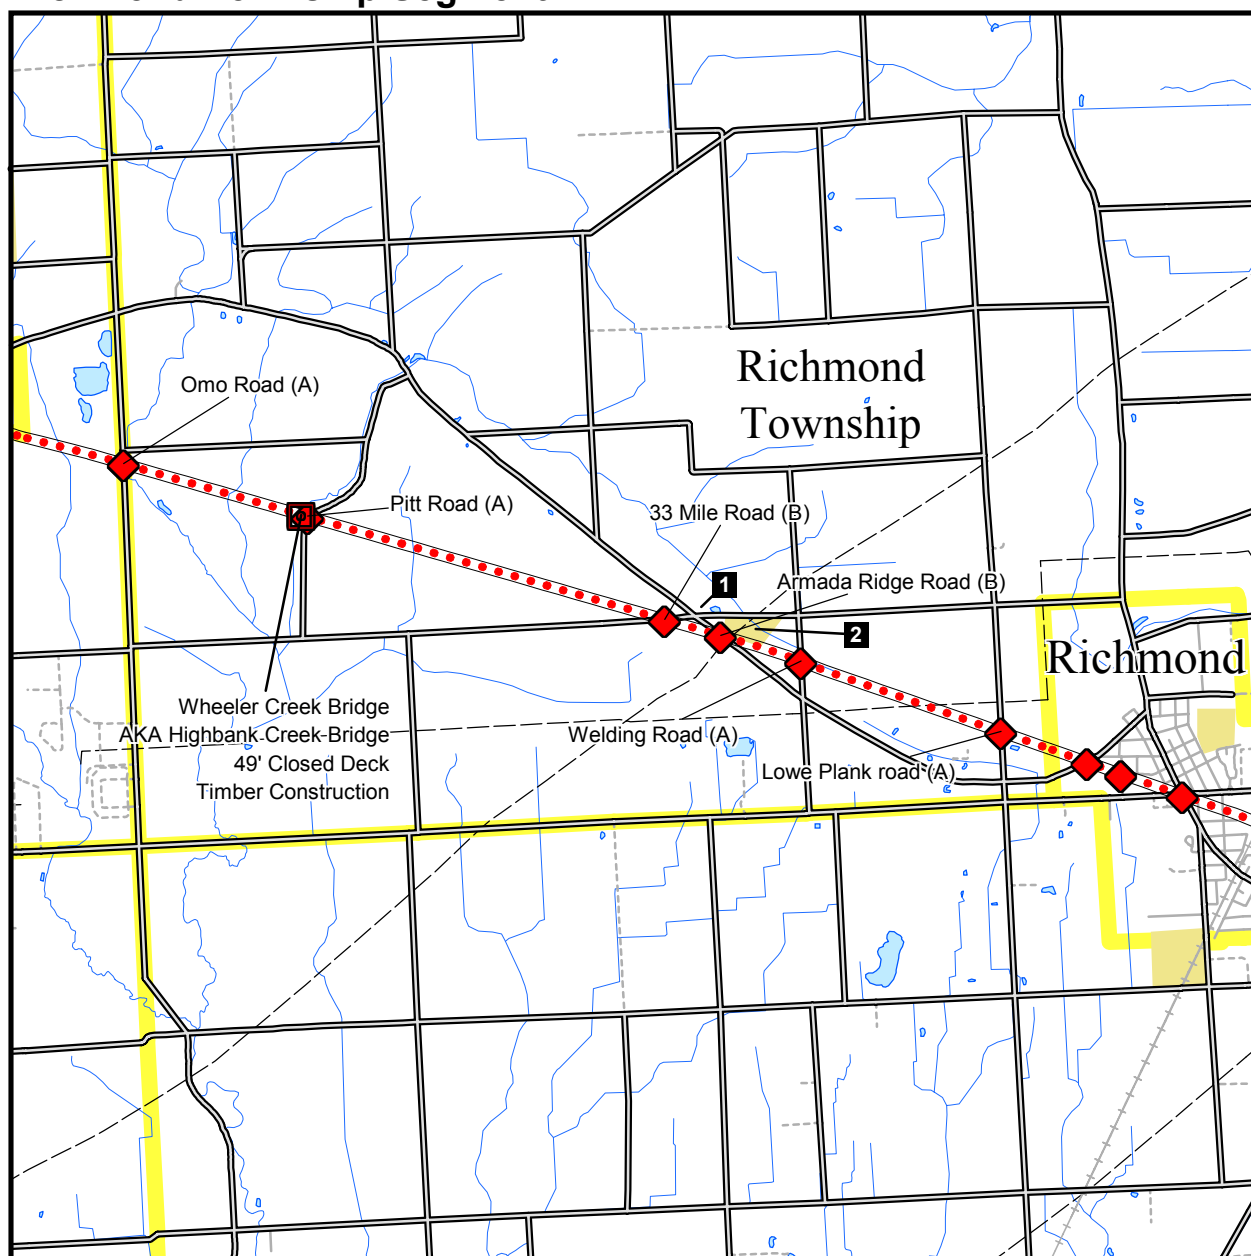 Omo Road (A)
Richmond
Township
Pitt Road (A)
33 Mile Road (B)
1
Armada Ridge Road (B)
2
Richmond
Wheeler Creek Bridge
AKA Highbank Creek Bridge
49' Closed Deck
Timber Construction
Welding Road (A)
Lowe Plank road (A)